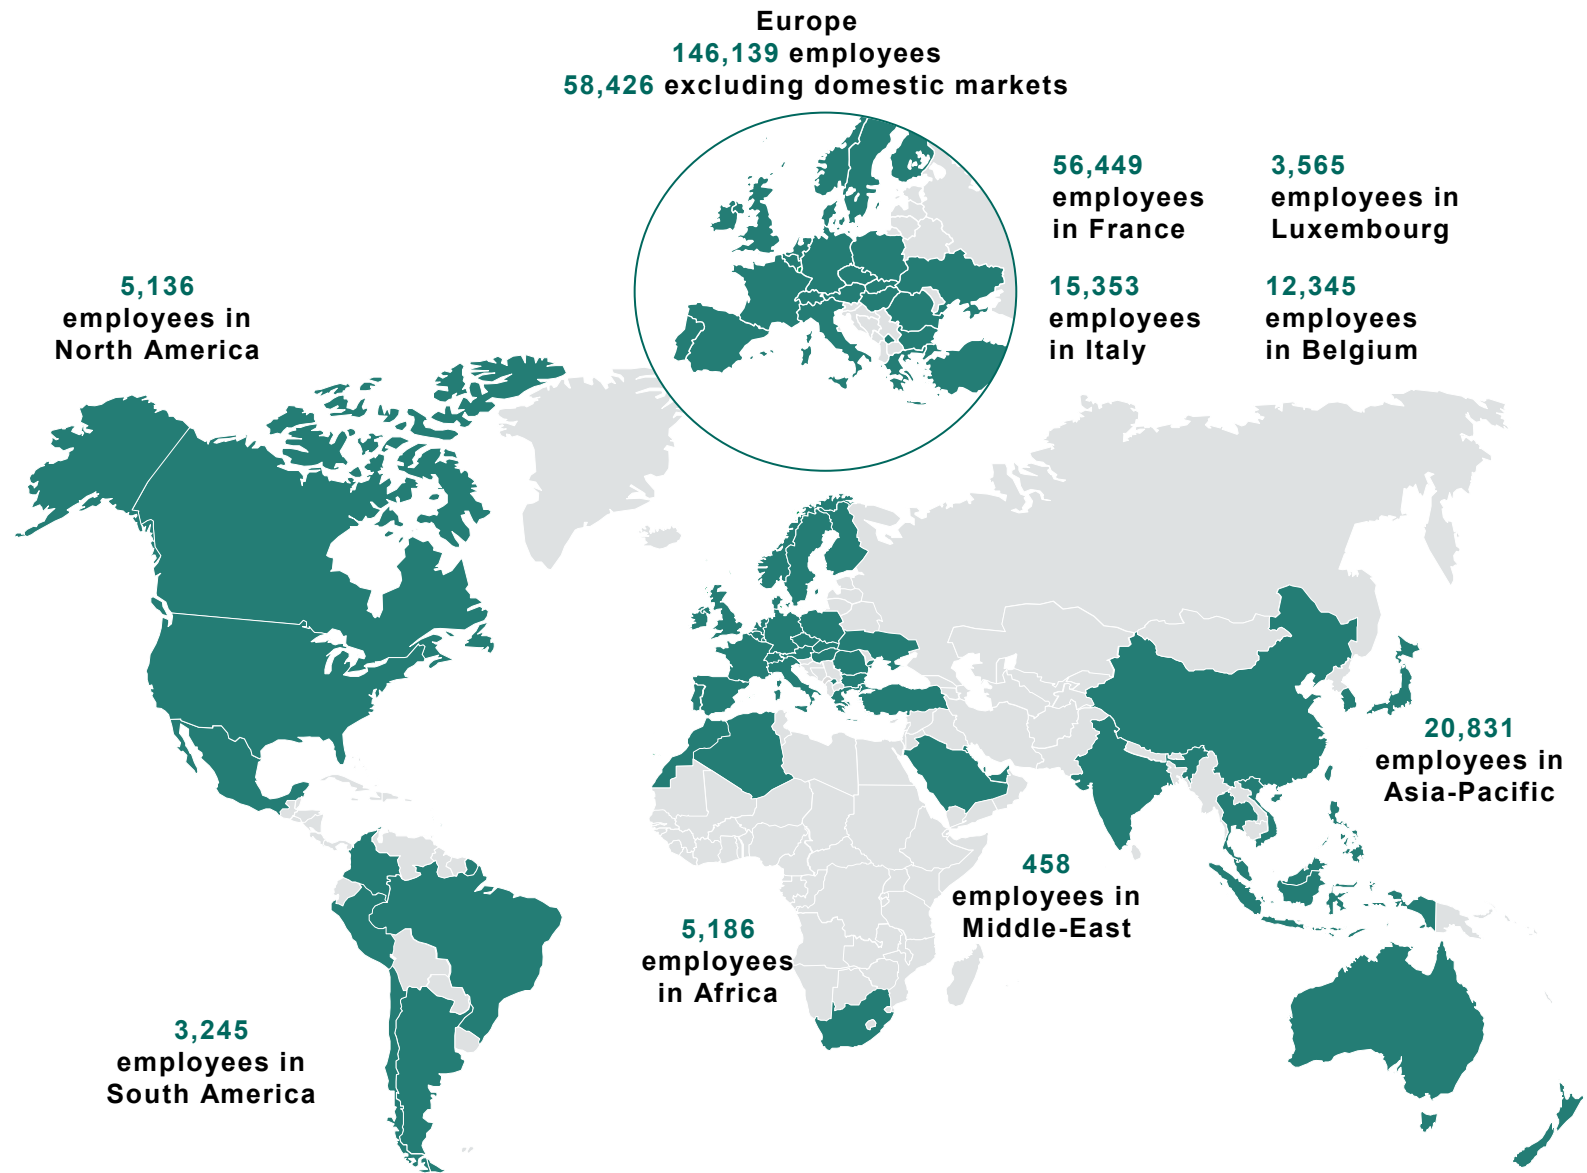 Europe
146,139 employees
58,426 excluding domestic markets
56,449
employees
in France
3,565
employees in
Luxembourg
15,353
employees
in Italy
12,345
employees
in Belgium
5,136
employees in
North America
20,831
employees in
Asia-Pacific
458
employees in
Middle-East
5,186
employees
in Africa
3,245
employees in
South America